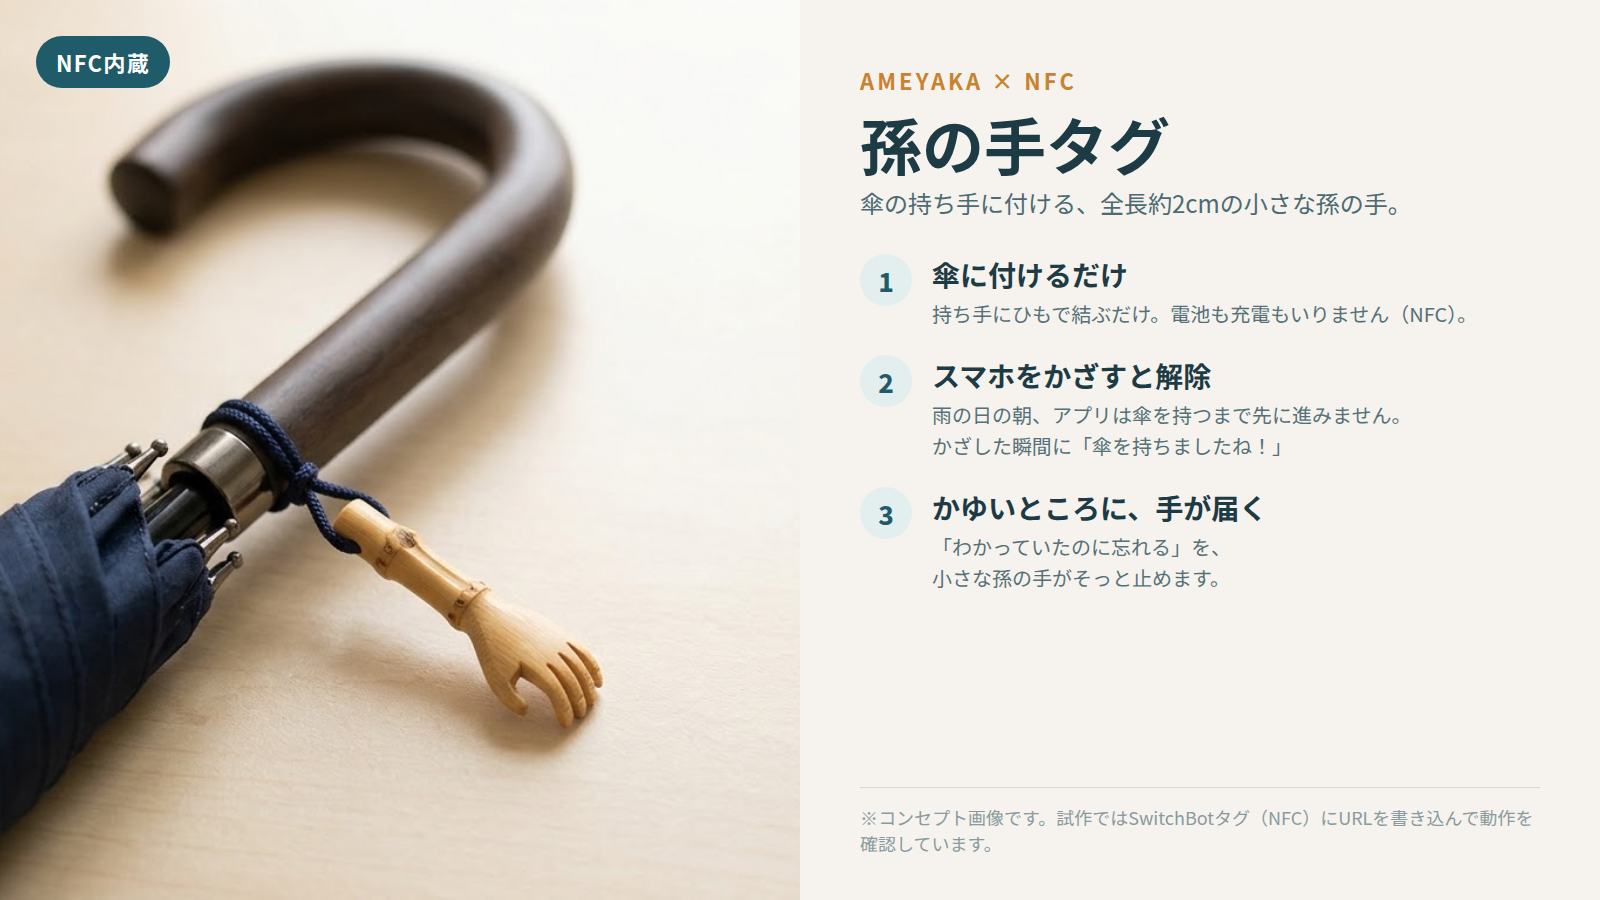 NFC内蔵
AMEYAKA × NFC
孫の手タグ
傘の持ち手に付ける、全長約2cmの小さな孫の手。
1
傘に付けるだけ
持ち手にひもで結ぶだけ。電池も充電もいりません（NFC）。
2
スマホをかざすと解除
雨の日の朝、アプリは傘を持つまで先に進みません。
かざした瞬間に「傘を持ちましたね！」
3
かゆいところに、手が届く
「わかっていたのに忘れる」を、
小さな孫の手がそっと止めます。
※コンセプト画像です。試作ではSwitchBotタグ（NFC）にURLを書き込んで動作を
確認しています。